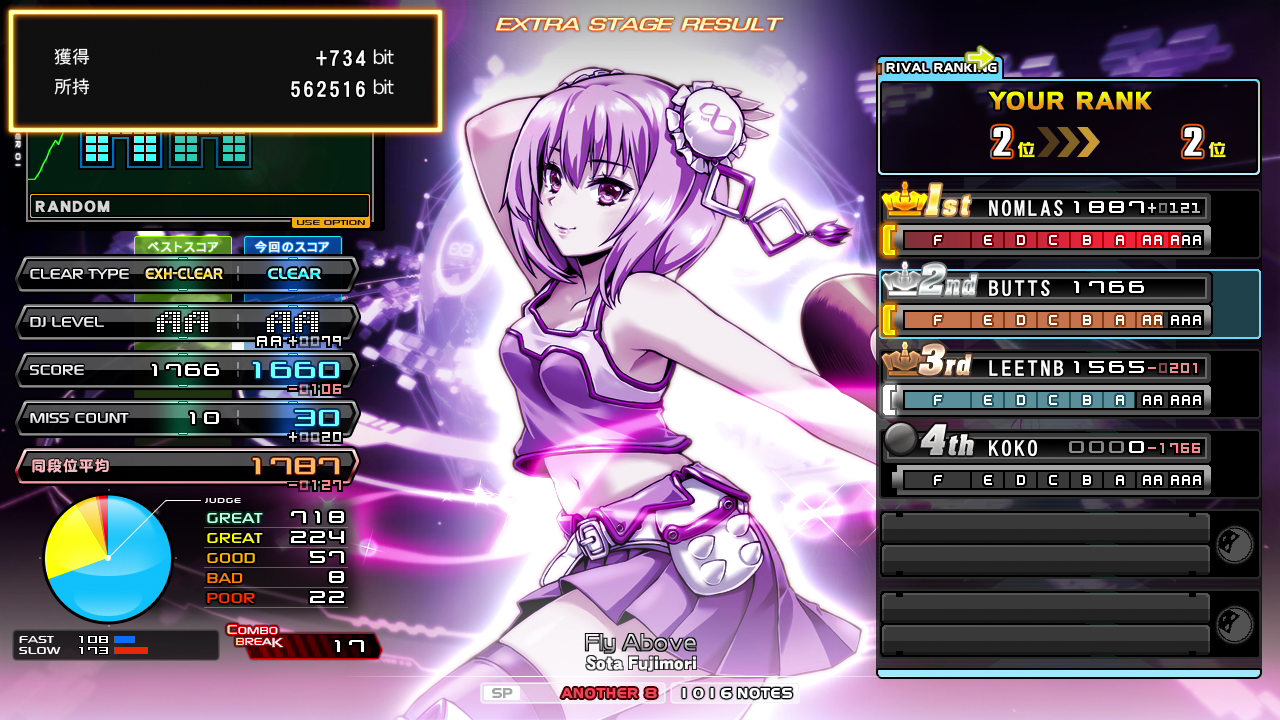 EXTRA STAGE RESULT
獲得 +734 bit
所持 562516 bit
RANDOM
USE OPTION
ベストスコア 今回のスコア
CLEAR TYPE EXH-CLEAR CLEAR
DJ LEVEL AA AA
AA+0079
SCORE 1766 1660
-0106
MISS COUNT 10 30
+0020
同段位平均 1787
-0127
JUDGE
GREAT 718
GREAT 224
GOOD 57
BAD 8
POOR 22
FAST 108
SLOW 173
COMBO BREAK 17
Fly Above
Sota Fujimori
SP ANOTHER 8 1016 NOTES
RIVAL RANKING
YOUR RANK
2位 2位
1st NOMLAS 1887+0121
F E D C B A AA AAA
2nd BUTTS 1766
F E D C B A AA AAA
3rd LEETNB 1565-0201
F E D C B A AA AAA
4th KOKO 0000-1766
F E D C B A AA AAA